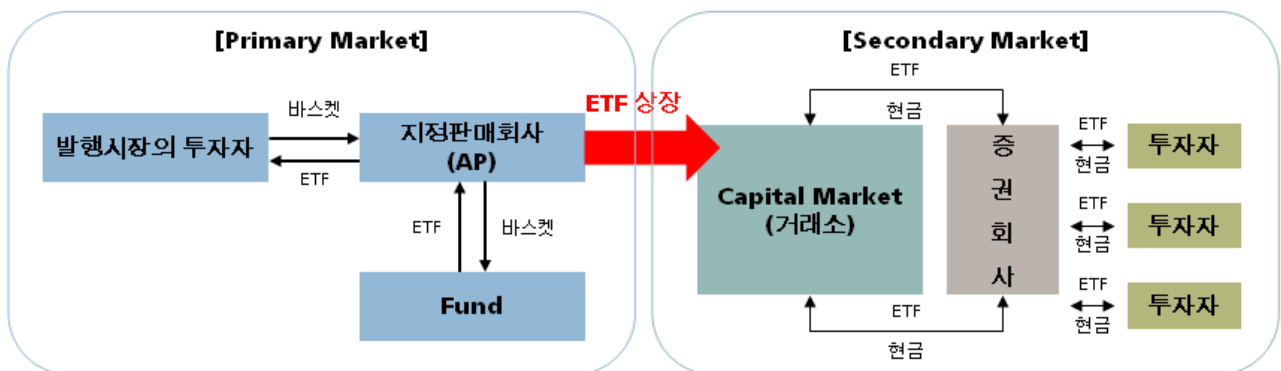 [Primary Market]
발행시장의 투자자
바스켓
ETF
지정판매회사
(AP)
ETF
바스켓
Fund
ETF 상장
[Secondary Market]
ETF
현금
Capital Market
(거래소)
증
권
회
사
ETF
현금
ETF
현금
투자자
ETF
현금
투자자
ETF
현금
투자자